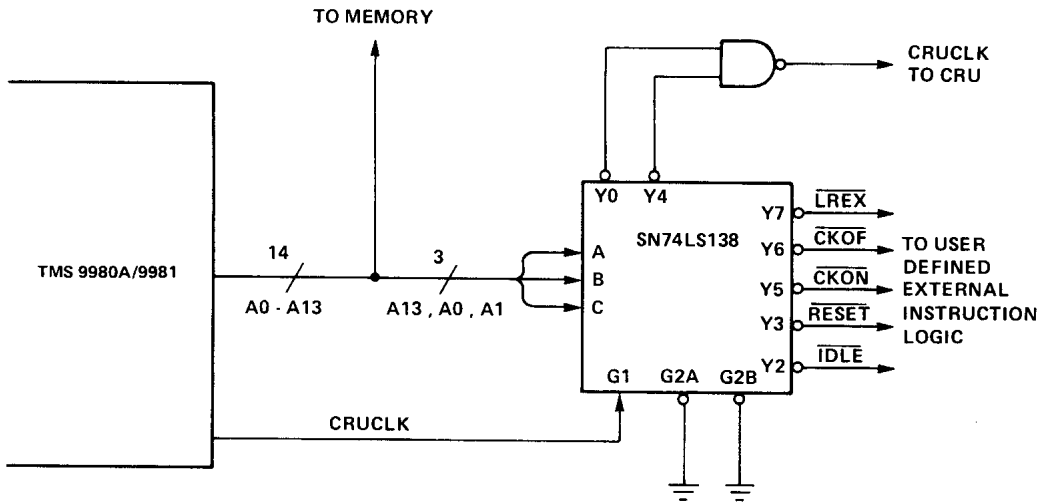 TO MEMORY
CRUCLK
TO CRU
Y0 Y4
Y7 LREX
SN74LS138
Y6 CKOF
TO USER
DEFINED
EXTERNAL
INSTRUCTION
LOGIC
Y5 CKON
Y3 RESET
Y2 IDLE
TMS 9980A/9981
14
A0 - A13
3
A13 , A0 , A1
A
B
C
G1 G2A G2B
CRUCLK